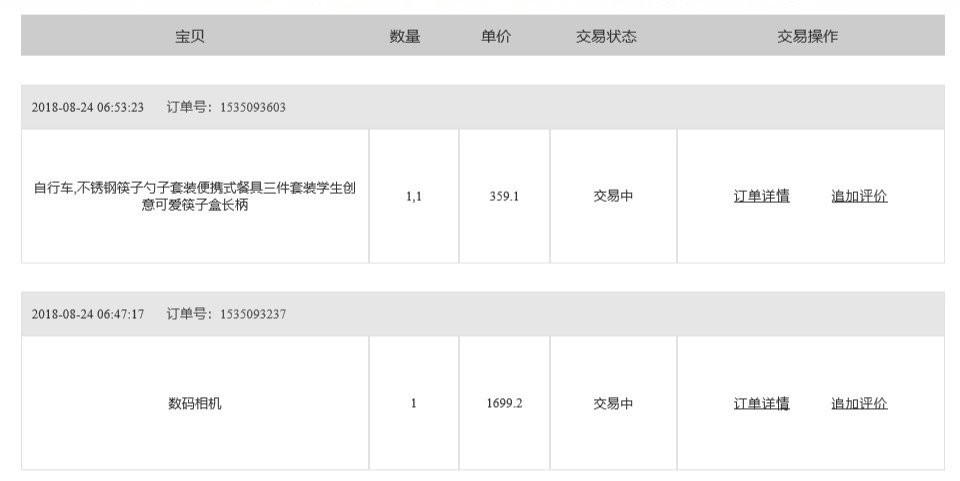 宝贝 数量 单价 交易状态 交易操作
2018-08-24 06:53:23 订单号：1535093603
自行车,不锈钢筷子勺子套装便携式餐具三件套装学生创
意可爱筷子盒长柄
1,1 359.1 交易中 订单详情 追加评价
2018-08-24 06:47:17 订单号：1535093237
数码相机 1 1699.2 交易中 订单详情 追加评价